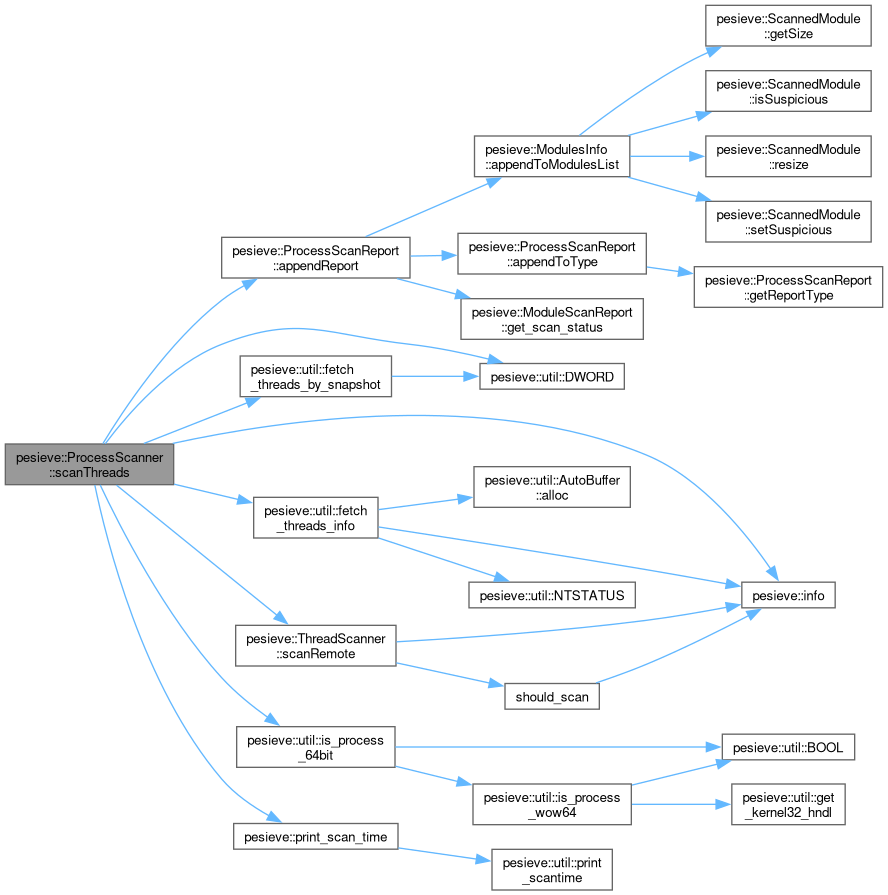 pesieve::ScannedModule
::getSize
pesieve::ScannedModule
::isSuspicious
pesieve::ModulesInfo
::appendToModulesList
pesieve::ScannedModule
::resize
pesieve::ScannedModule
::setSuspicious
pesieve::ProcessScanReport
::appendReport
pesieve::ProcessScanReport
::appendToType
pesieve::ProcessScanReport
::getReportType
pesieve::ModuleScanReport
::get_scan_status
pesieve::util::fetch
_threads_by_snapshot
pesieve::util::DWORD
pesieve::ProcessScanner
::scanThreads
pesieve::util::AutoBuffer
::alloc
pesieve::util::fetch
_threads_info
pesieve::util::NTSTATUS
pesieve::info
pesieve::ThreadScanner
::scanRemote
should_scan
pesieve::util::is_process
_64bit
pesieve::util::BOOL
pesieve::util::is_process
_wow64
pesieve::util::get
_kernel32_hndl
pesieve::print_scan_time
pesieve::util::print
_scantime